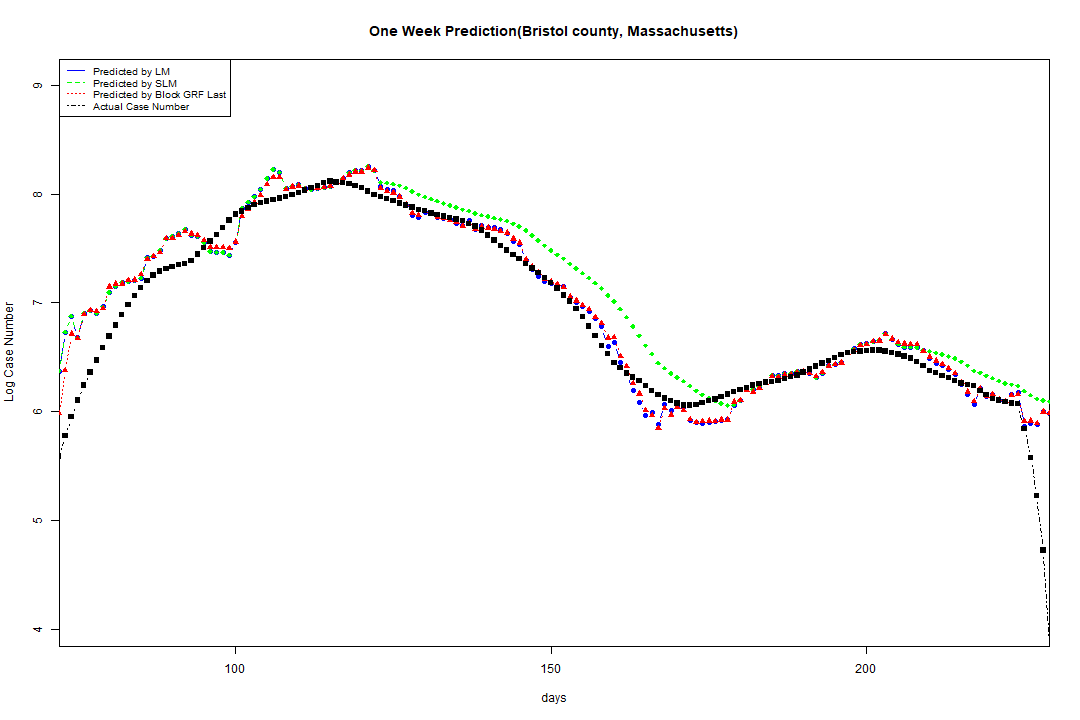 One Week Prediction(Bristol county, Massachusetts)
Predicted by LM
Predicted by SLM
Predicted by Block GRF Last
Actual Case Number
9
8
7
6
5
4
Log Case Number
100 150 200
days